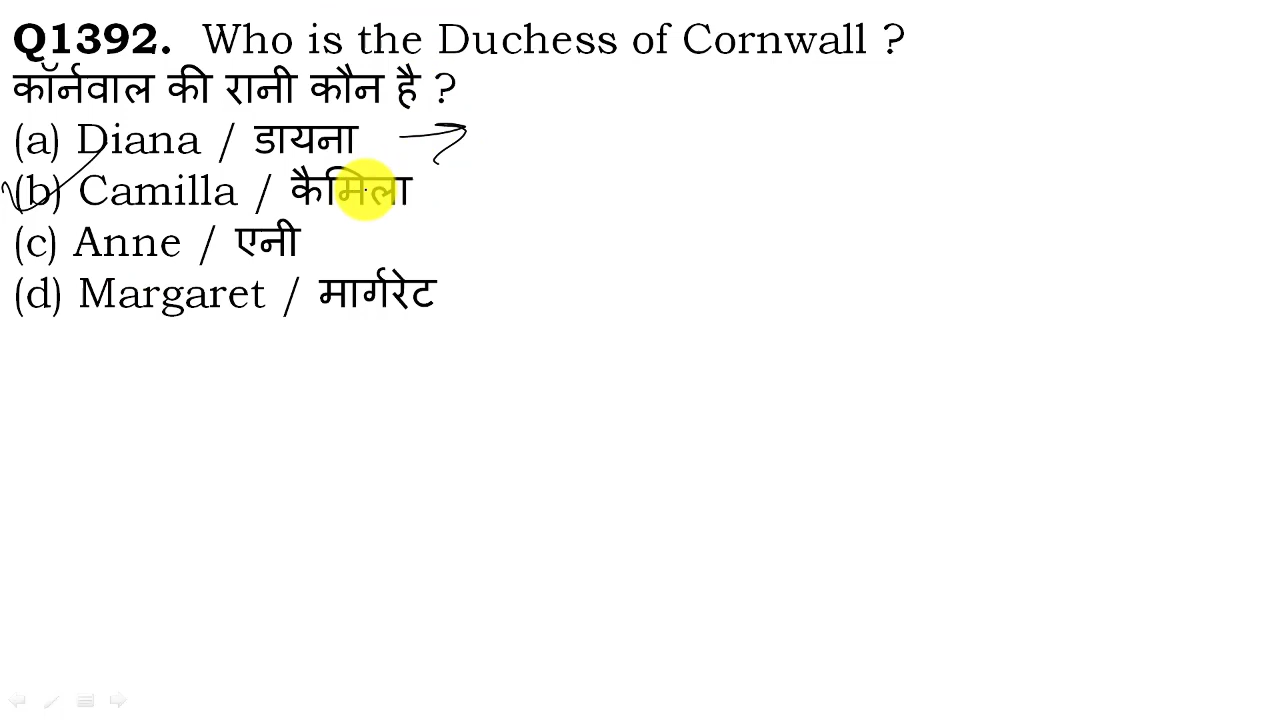 Q1392. Who is the Duchess of Cornwall ?
कॉर्नवाल की रानी कौन है ?
(a) Diana / डायना
(b) Camilla / कैमिला
(c) Anne / एनी
(d) Margaret / मार्गरेट